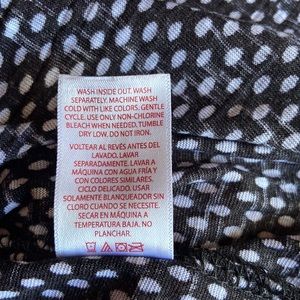 WASH INSIDE OUT. WASH
SEPARATELY. MACHINE WASH
COLD WITH LIKE COLORS. GENTLE
CYCLE. USE ONLY NON-CHLORINE
BLEACH WHEN NEEDED. TUMBLE
DRY LOW. DO NOT IRON.
VOLTEAR AL REVÉS ANTES DEL
LAVADO. LAVAR
SEPARADAMENTE. LAVAR A
MÁQUINA CON AGUA FRÍA Y
CON COLORES SIMILARES.
CICLO DELICADO. USAR
SOLAMENTE BLANQUEADOR SIN
CLORO CUANDO SE NECESITE.
SECAR EN MÁQUINA A
TEMPERATURA BAJA. NO
PLANCHAR.